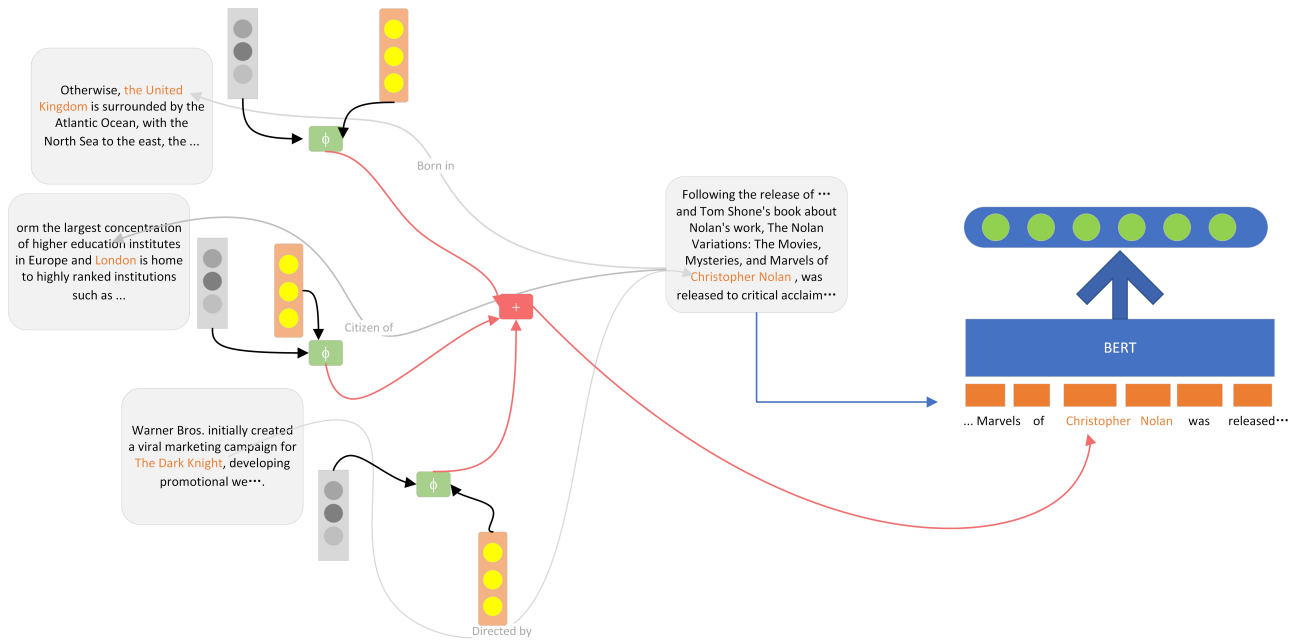 Otherwise, the United
Kingdom is surrounded by the
Atlantic Ocean, with the
North Sea to the east, the ...
ϕ
Born in
orm the largest concentration
of higher education institutes
in Europe and London is home
to highly ranked institutions
such as ...
Citizen of
ϕ
Warner Bros. initially created
a viral marketing campaign for
The Dark Knight, developing
promotional we⋯.
ϕ
Directed by
+
Following the release of ⋯
and Tom Shone's book about
Nolan's work, The Nolan
Variations: The Movies,
Mysteries, and Marvels of
Christopher Nolan , was
released to critical acclaim⋯
BERT
... Marvels of Christopher Nolan was released⋯